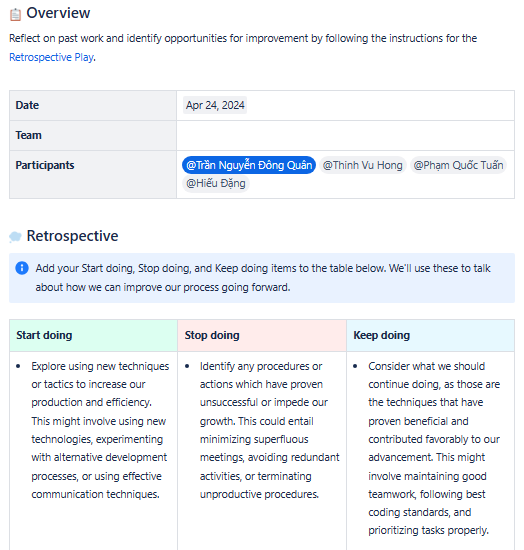 Overview
Reflect on past work and identify opportunities for improvement by following the instructions for the
Retrospective Play.
Date
Apr 24, 2024
Team
Participants
@Trần Nguyễn Đông Quân @Thinh Vu Hong @Phạm Quốc Tuấn
@Hiếu Đặng
Retrospective
Add your Start doing, Stop doing, and Keep doing items to the table below. We'll use these to talk
about how we can improve our process going forward.
Start doing
Explore using new techniques
or tactics to increase our
production and efficiency.
This might involve using new
technologies, experimenting
with alternative development
processes, or using effective
communication techniques.
Stop doing
Identify any procedures or
actions which have proven
unsuccessful or impede our
growth. This could entail
minimizing superfluous
meetings, avoiding redundant
activities, or terminating
unproductive procedures.
Keep doing
Consider what we should
continue doing, as those are
the techniques that have
proven beneficial and
contributed favorably to our
advancement. This might
involve maintaining good
teamwork, following best
coding standards, and
prioritizing tasks properly.